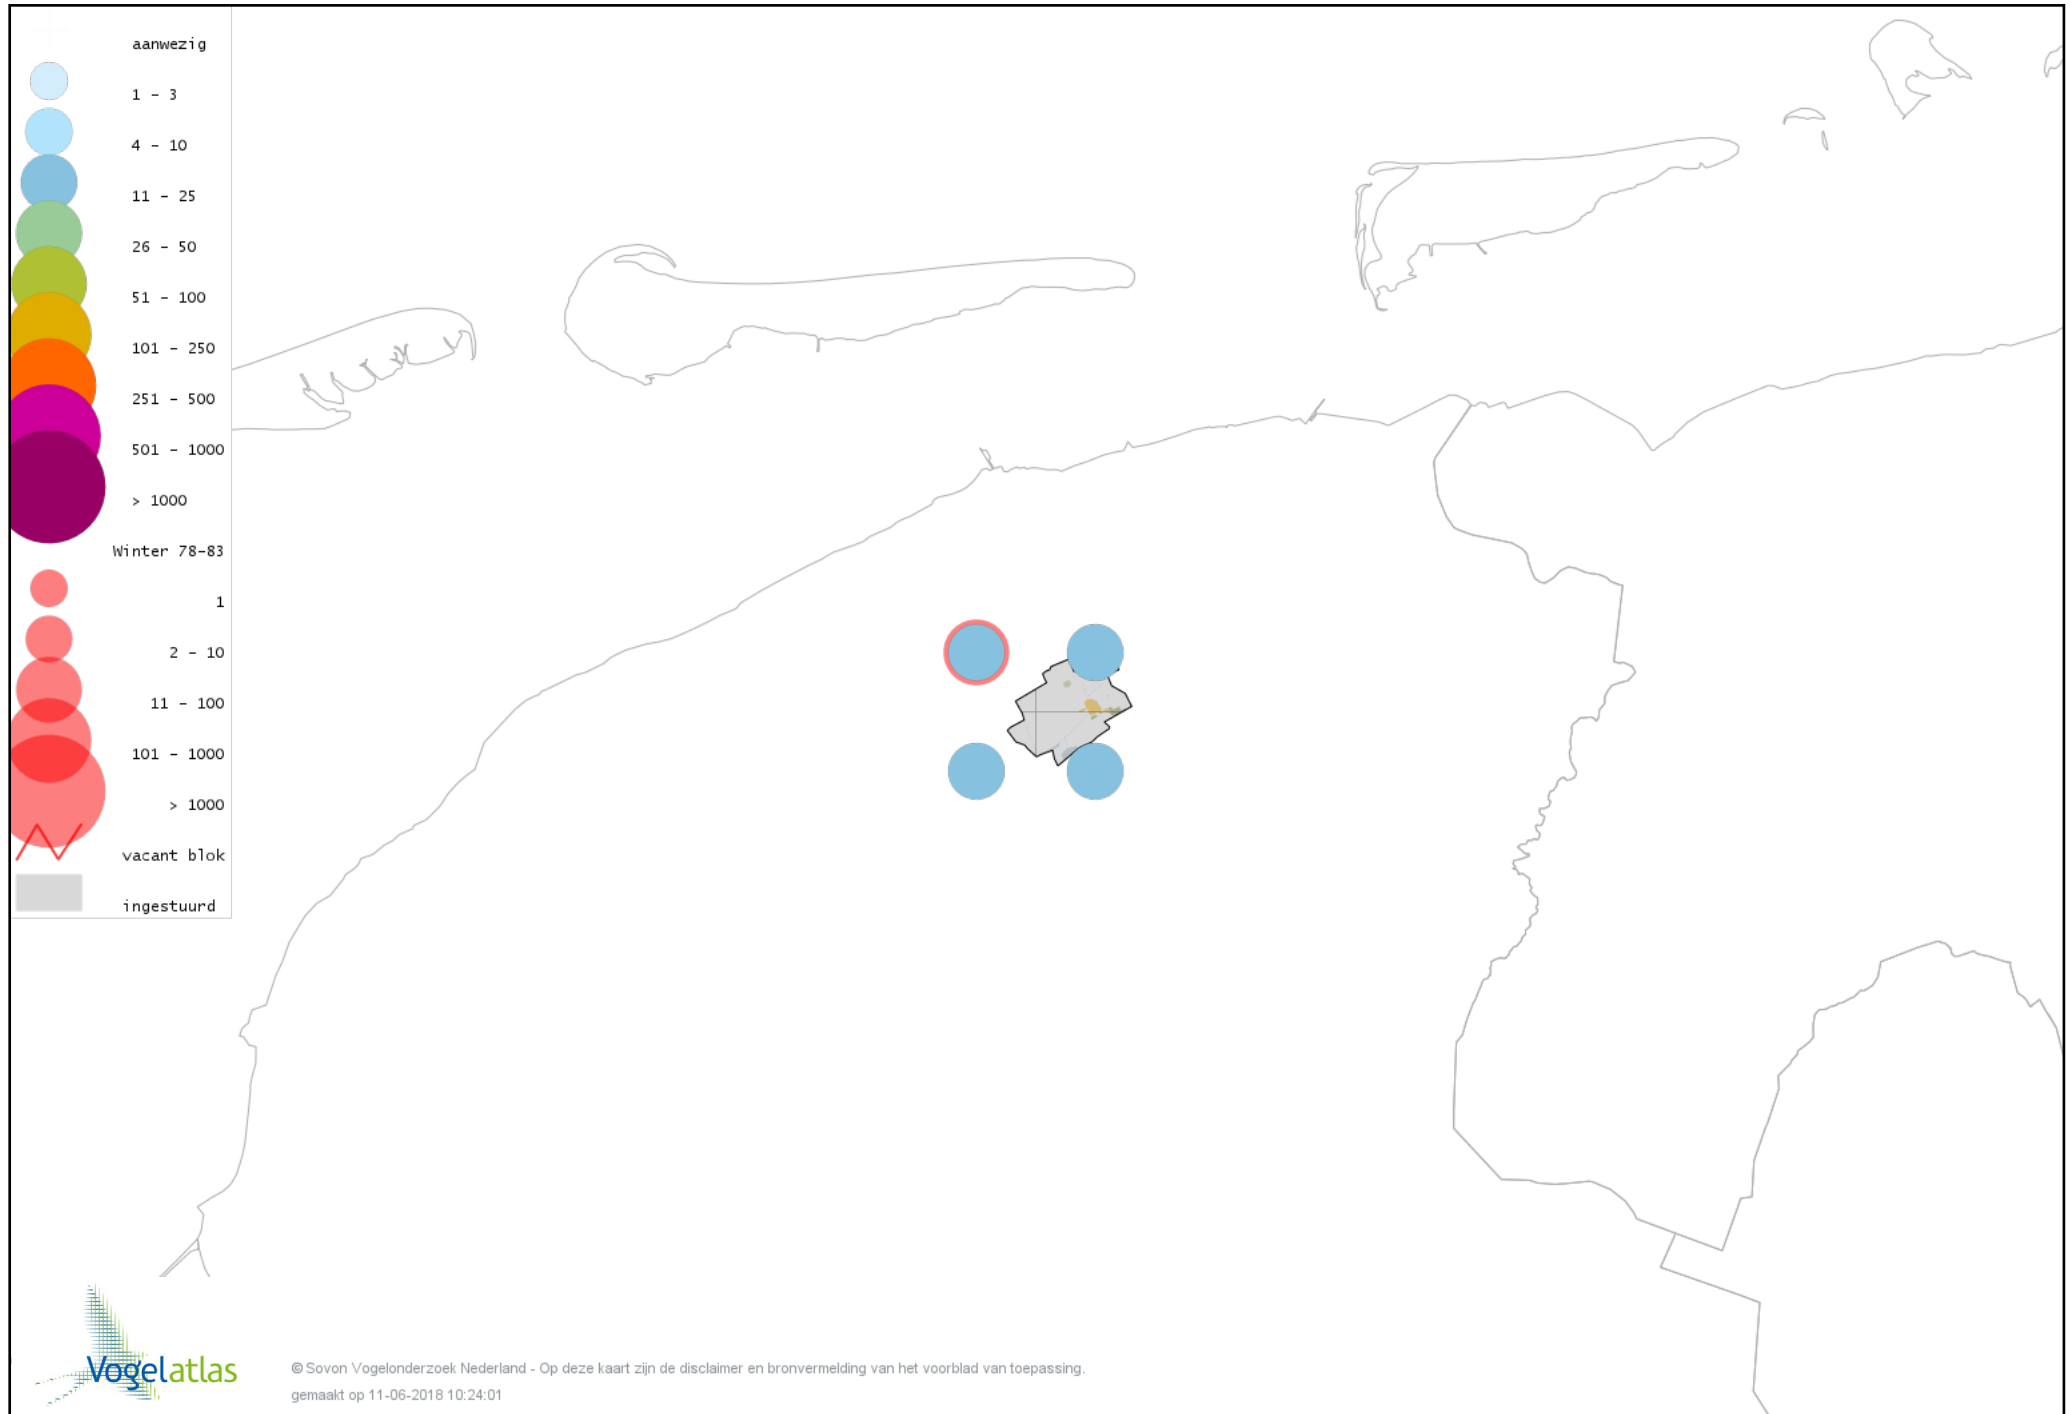 aanwezig
1 - 3
4 - 10
11 - 25
26 - 50
51 - 100
101 - 250
251 - 500
501 - 1000
> 1000
Winter 78-83
1
2 - 10
11 - 100
101 - 1000
> 1000
vacant blok
ingestuurd
Vogelatlas
© Sovon Vogelonderzoek Nederland - Op deze kaart zijn de disclaimer en bronvermelding van het voorblad van toepassing.
gemaakt op 11-06-2018 10:24:01